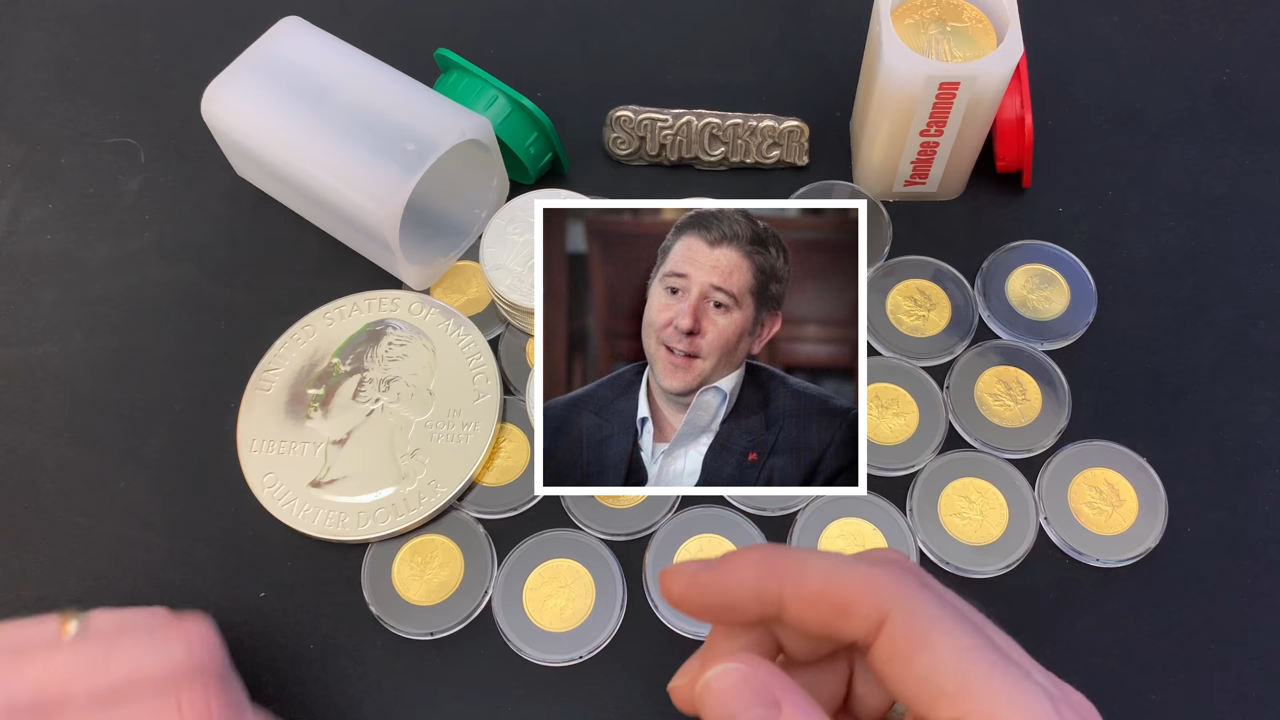 STACKER
Yankee Cannon
UNITED STATES OF AMERICA
LIBERTY
IN
GOD WE
TRUST
QUARTER DOLLAR